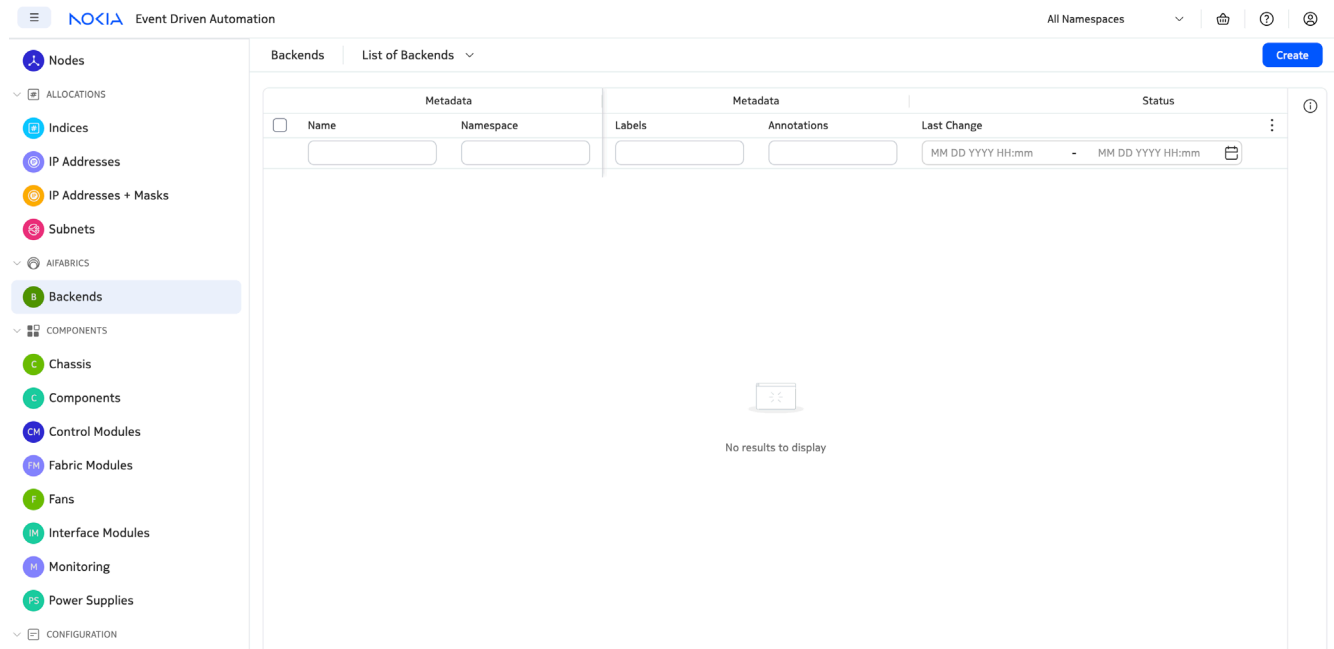 NOKIA Event Driven Automation
All Namespaces
Nodes
ALLOCATIONS
Indices
IP Addresses
IP Addresses + Masks
Subnets
AIFABRICS
B Backends
COMPONENTS
C Chassis
C Components
CM Control Modules
FM Fabric Modules
F Fans
IM Interface Modules
M Monitoring
PS Power Supplies
CONFIGURATION
Backends
List of Backends
Create
Metadata
Metadata
Status
Name
Namespace
Labels
Annotations
Last Change
MM DD YYYY HH:mm - MM DD YYYY HH:mm
No results to display